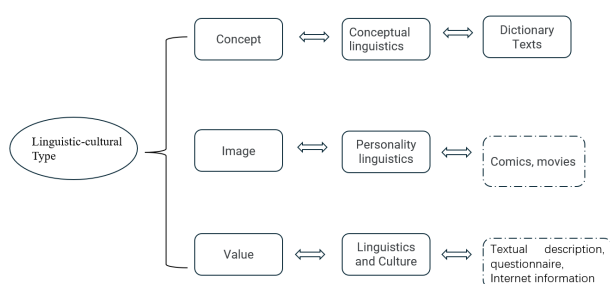 Linguistic-cultural
Type
Concept
Conceptual
linguistics
Dictionary
Texts
Image
Personality
linguistics
Comics, movies
Value
Linguistics
and Culture
Textual description,
questionnaire,
Internet information